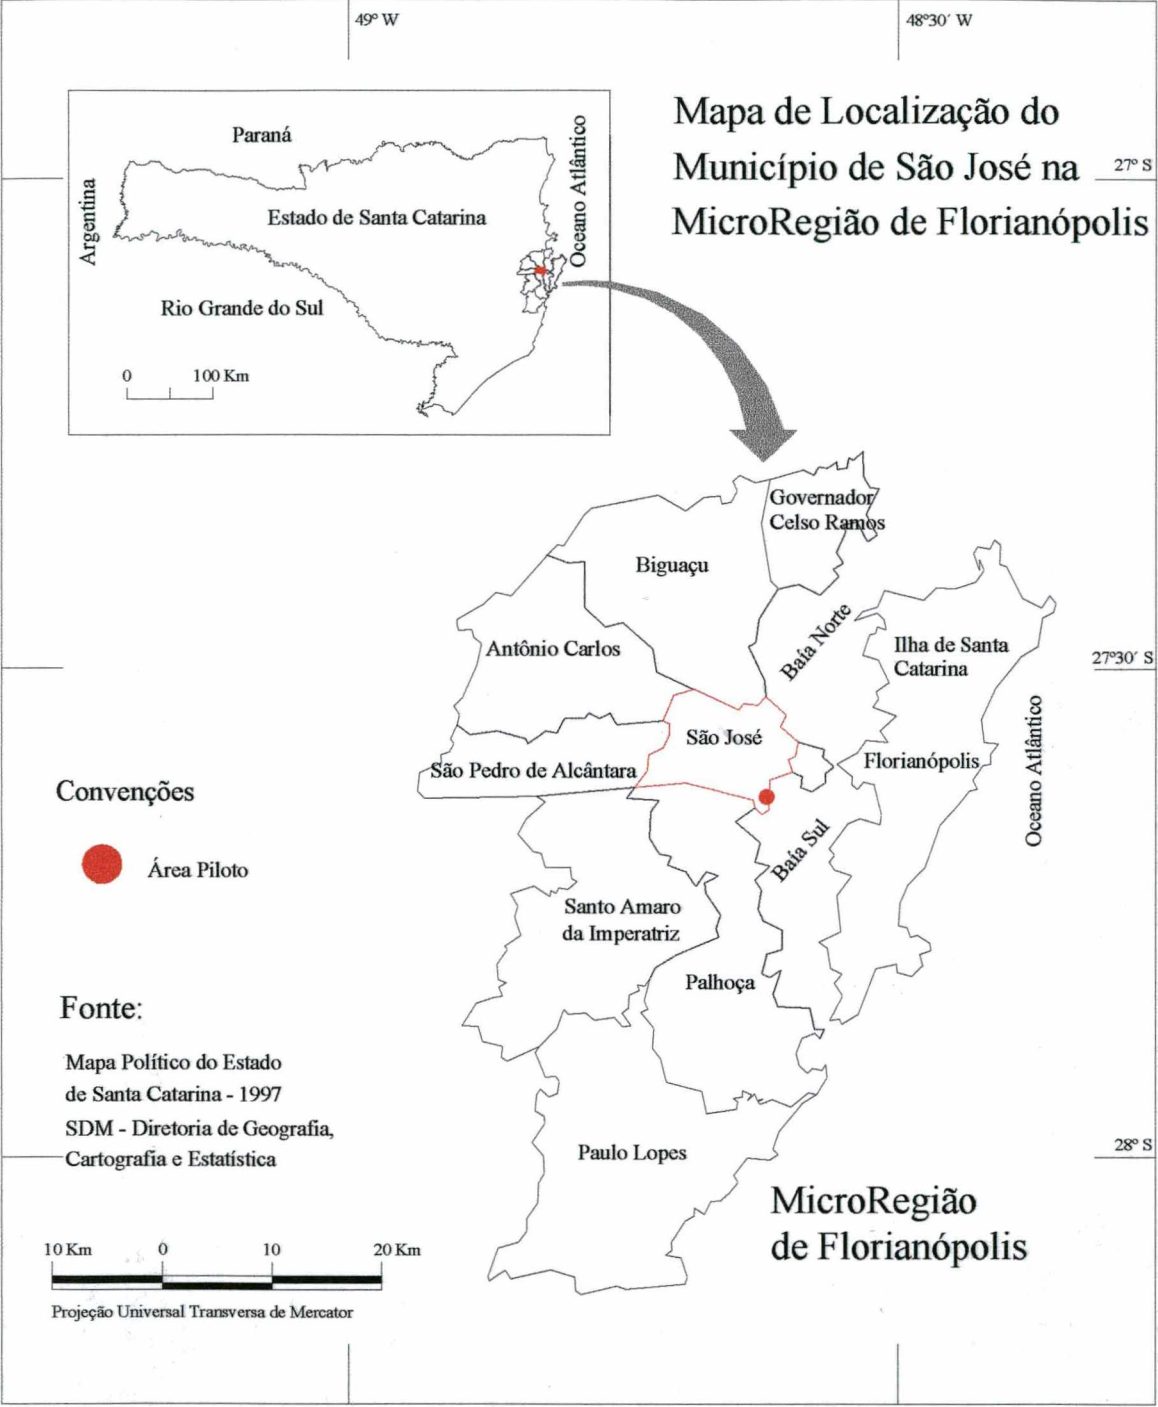 49° W
48°30´ W
Mapa de Localização do
Município de São José na
MicroRegião de Florianópolis
27° S
Paraná
Argentina
Oceano Atlântico
Estado de Santa Catarina
Rio Grande do Sul
0
100 Km
Governador
Celso Ramos
Biguaçu
Antônio Carlos
Baía Norte
Ilha de Santa
Catarina
27°30´ S
São José
São Pedro de Alcântara
Florianópolis
Oceano Atlântico
Baía Sul
Convenções
Área Piloto
Santo Amaro
da Imperatriz
Palhoça
Fonte:
Mapa Político do Estado
de Santa Catarina - 1997
SDM - Diretoria de Geografia,
Cartografia e Estatística
28° S
Paulo Lopes
MicroRegião
de Florianópolis
10 Km
0
10
20 Km
Projeção Universal Transversa de Mercator